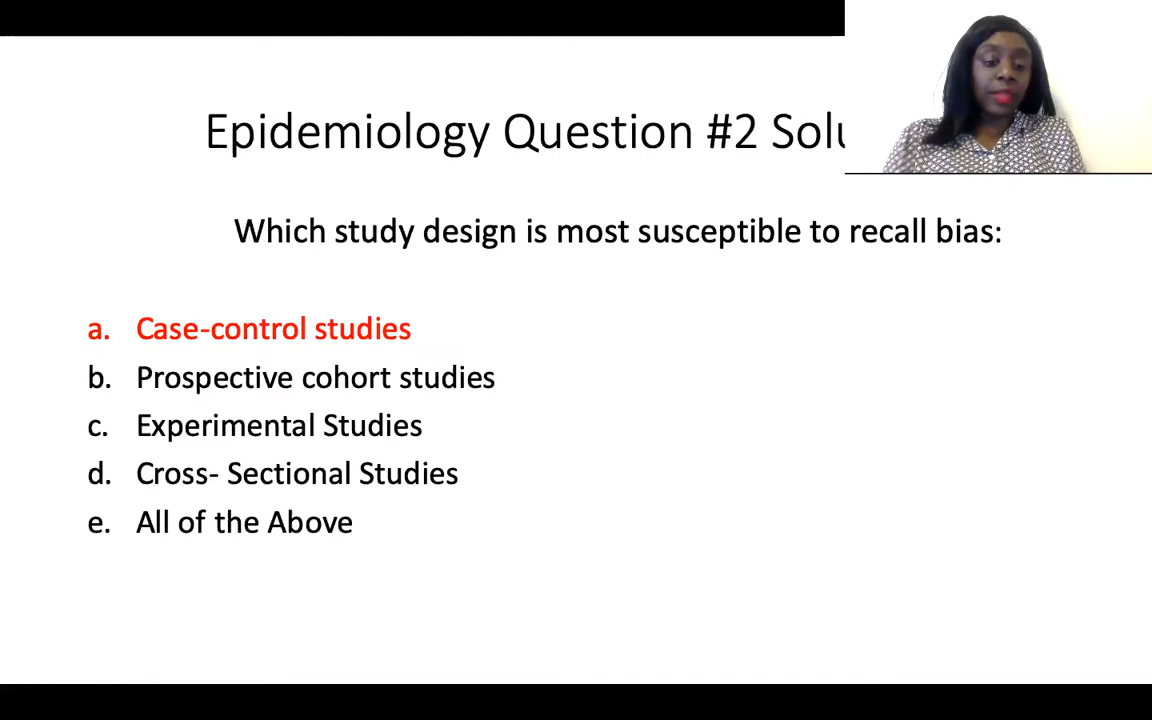 Epidemiology Question #2
Which study design is most susceptible to recall bias:
a. Case-control studies
b. Prospective cohort studies
c. Experimental Studies
d. Cross- Sectional Studies
e. All of the Above